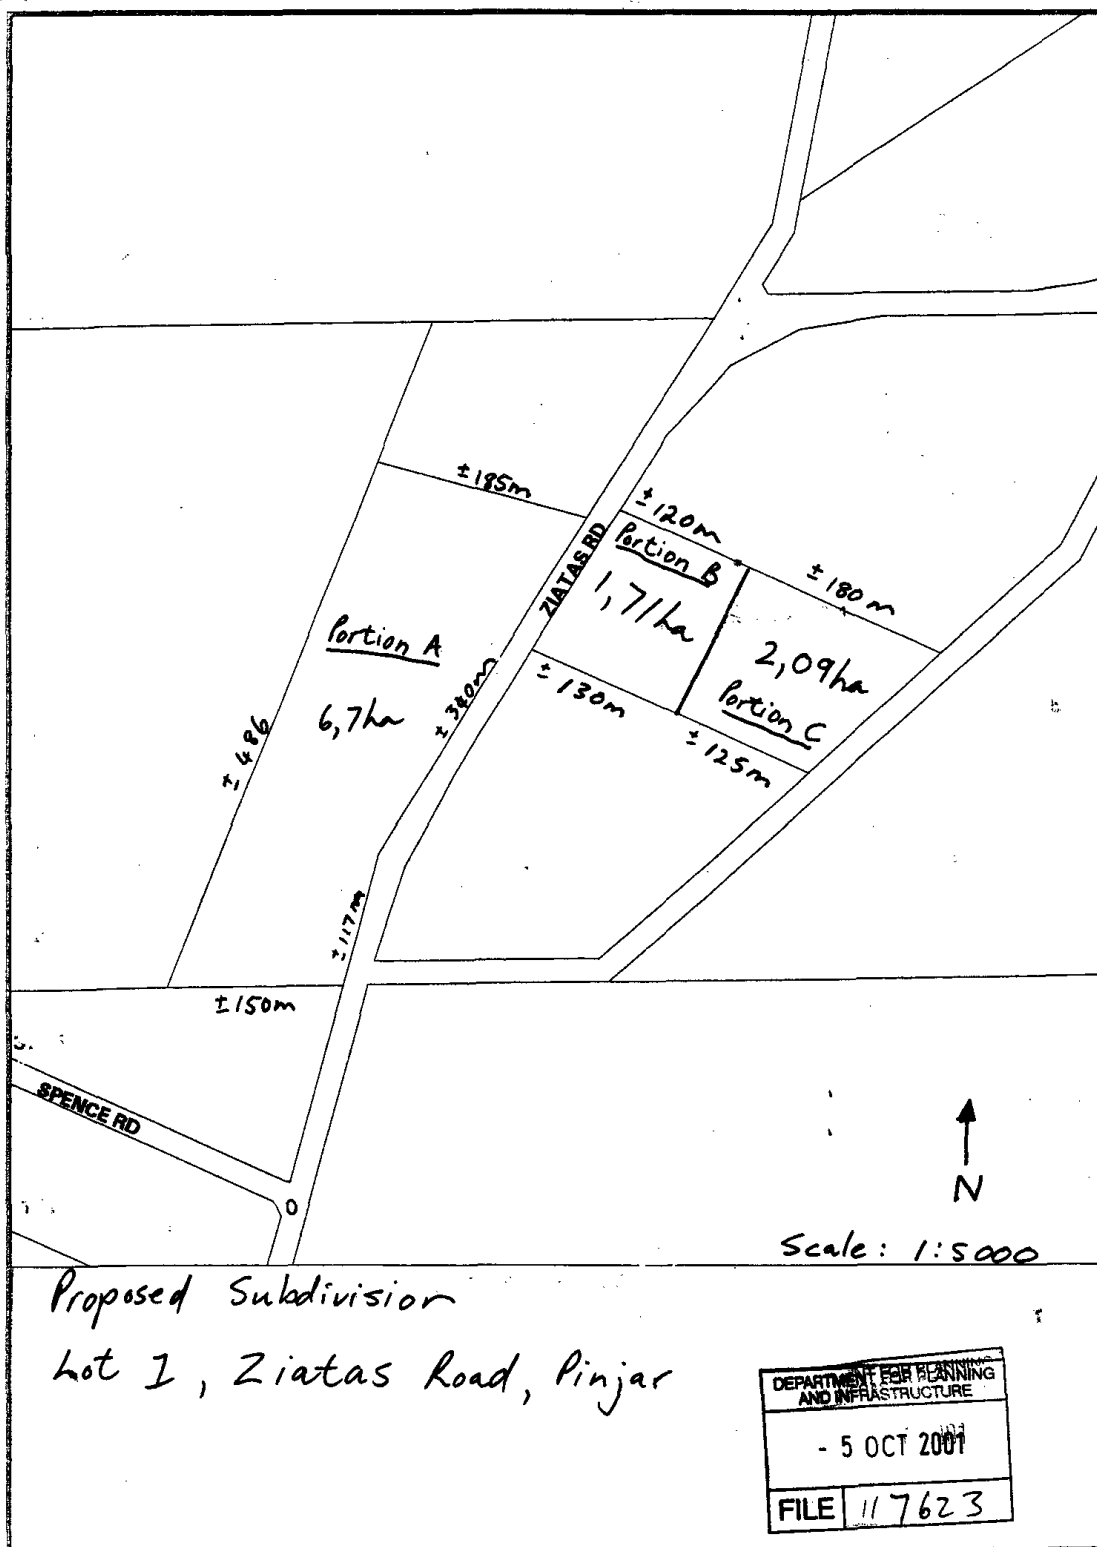 ±185m
±120m
Portion B
1,71ha
± 180m
ZIATAS RD
Portion A
6,7ha
± 340m
± 486
± 130m
2,09ha
Portion C
± 125m
±117m
±150m
SPENCE RD
N
Scale: 1:5000
Proposed Subdivision
Lot 1, Ziatas Road, Pinjar
DEPARTMENT FOR PLANNING
AND INFRASTRUCTURE
- 5 OCT 2001
FILE 117623